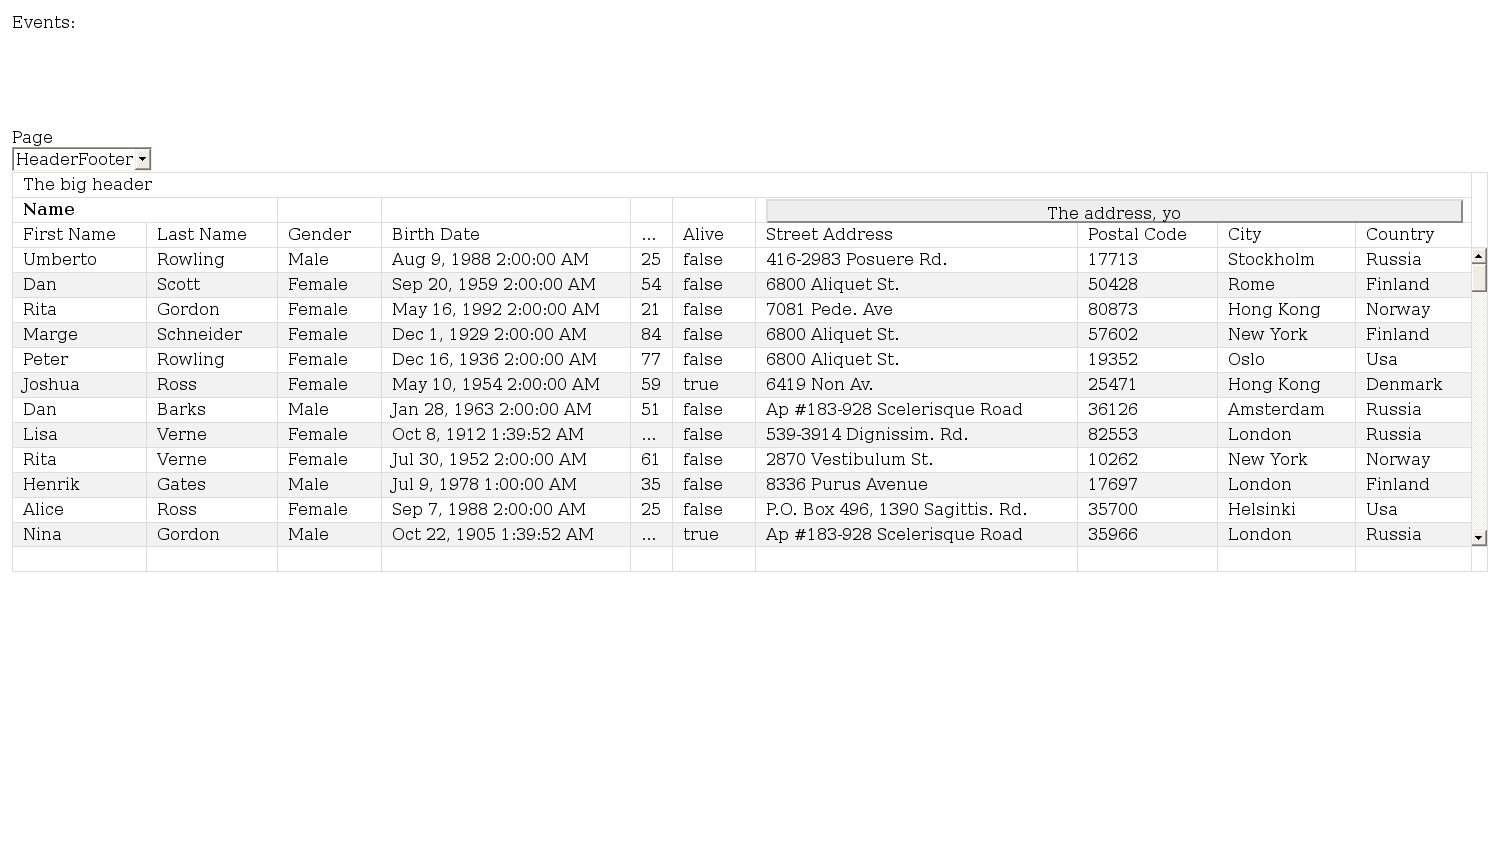 Events:
Page
HeaderFooter
The big header
Name The address, yo
First Name Last Name Gender Birth Date ... Alive Street Address Postal Code City Country
Umberto Rowling Male Aug 9, 1988 2:00:00 AM 25 false 416-2983 Posuere Rd. 17713 Stockholm Russia
Dan Scott Female Sep 20, 1959 2:00:00 AM 54 false 6800 Aliquet St. 50428 Rome Finland
Rita Gordon Female May 16, 1992 2:00:00 AM 21 false 7081 Pede. Ave 80873 Hong Kong Norway
Marge Schneider Female Dec 1, 1929 2:00:00 AM 84 false 6800 Aliquet St. 57602 New York Finland
Peter Rowling Female Dec 16, 1936 2:00:00 AM 77 false 6800 Aliquet St. 19352 Oslo Usa
Joshua Ross Female May 10, 1954 2:00:00 AM 59 true 6419 Non Av. 25471 Hong Kong Denmark
Dan Barks Male Jan 28, 1963 2:00:00 AM 51 false Ap #183-928 Scelerisque Road 36126 Amsterdam Russia
Lisa Verne Female Oct 8, 1912 1:39:52 AM ... false 539-3914 Dignissim. Rd. 82553 London Russia
Rita Verne Female Jul 30, 1952 2:00:00 AM 61 false 2870 Vestibulum St. 10262 New York Norway
Henrik Gates Male Jul 9, 1978 1:00:00 AM 35 false 8336 Purus Avenue 17697 London Finland
Alice Ross Female Sep 7, 1988 2:00:00 AM 25 false P.O. Box 496, 1390 Sagittis. Rd. 35700 Helsinki Usa
Nina Gordon Male Oct 22, 1905 1:39:52 AM ... true Ap #183-928 Scelerisque Road 35966 London Russia